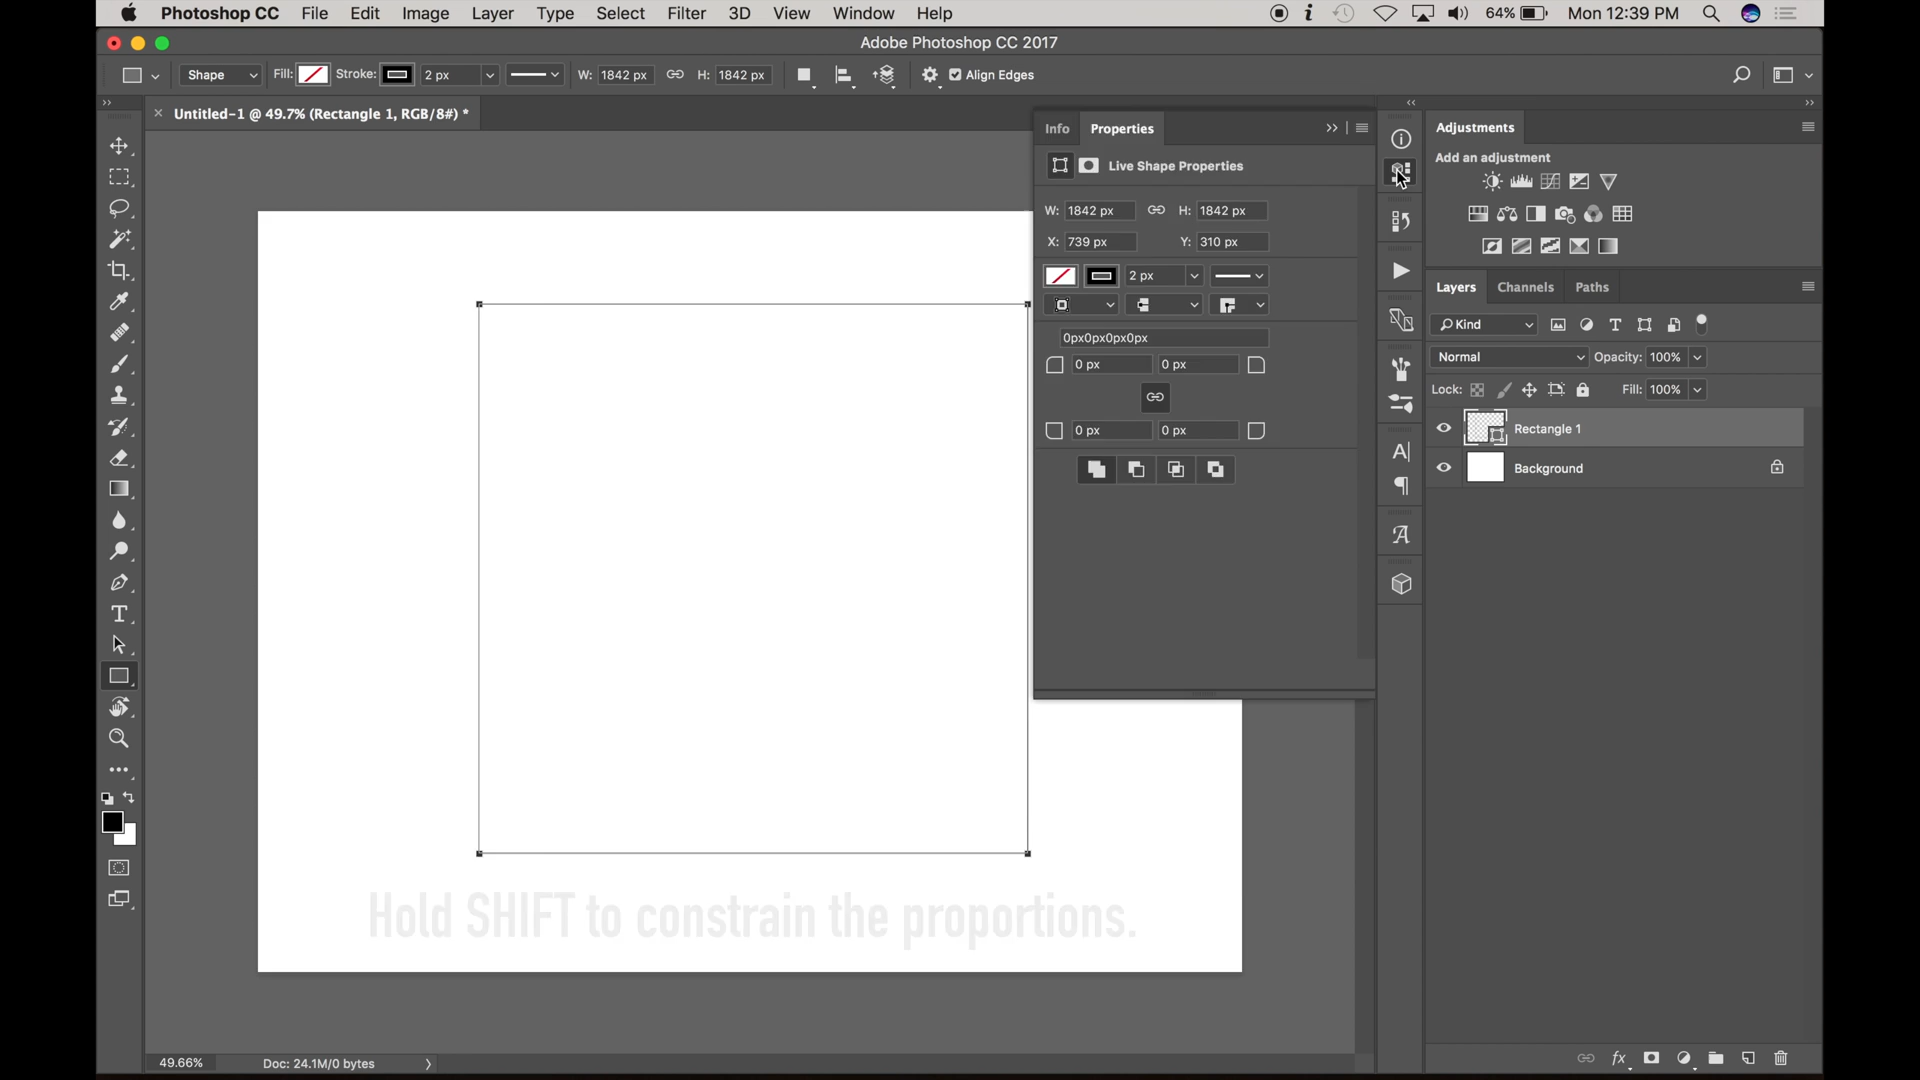 Photoshop CC File Edit Image Layer Type Select Filter 3D View Window Help 64% Mon 12:39 PM
Adobe Photoshop CC 2017
Shape Fill: Stroke: 2 px W: 1842 px H: 1842 px Align Edges
Untitled-1 @ 49.7% (Rectangle 1, RGB/8#) *
Info Properties
Live Shape Properties
W: 1842 px H: 1842 px
X: 739 px Y: 310 px
2 px
0px0px0px0px
0 px 0 px
0 px 0 px
Adjustments
Add an adjustment
Layers Channels Paths
Kind
Normal Opacity: 100%
Lock: Fill: 100%
Rectangle 1
Background
Hold SHIFT to constrain the proportions.
49.66% Doc: 24.1M/0 bytes